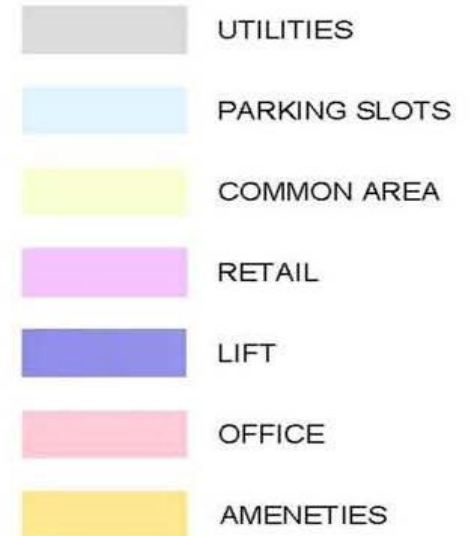 UTILITIES
PARKING SLOTS
COMMON AREA
RETAIL
LIFT
OFFICE
AMENETIES